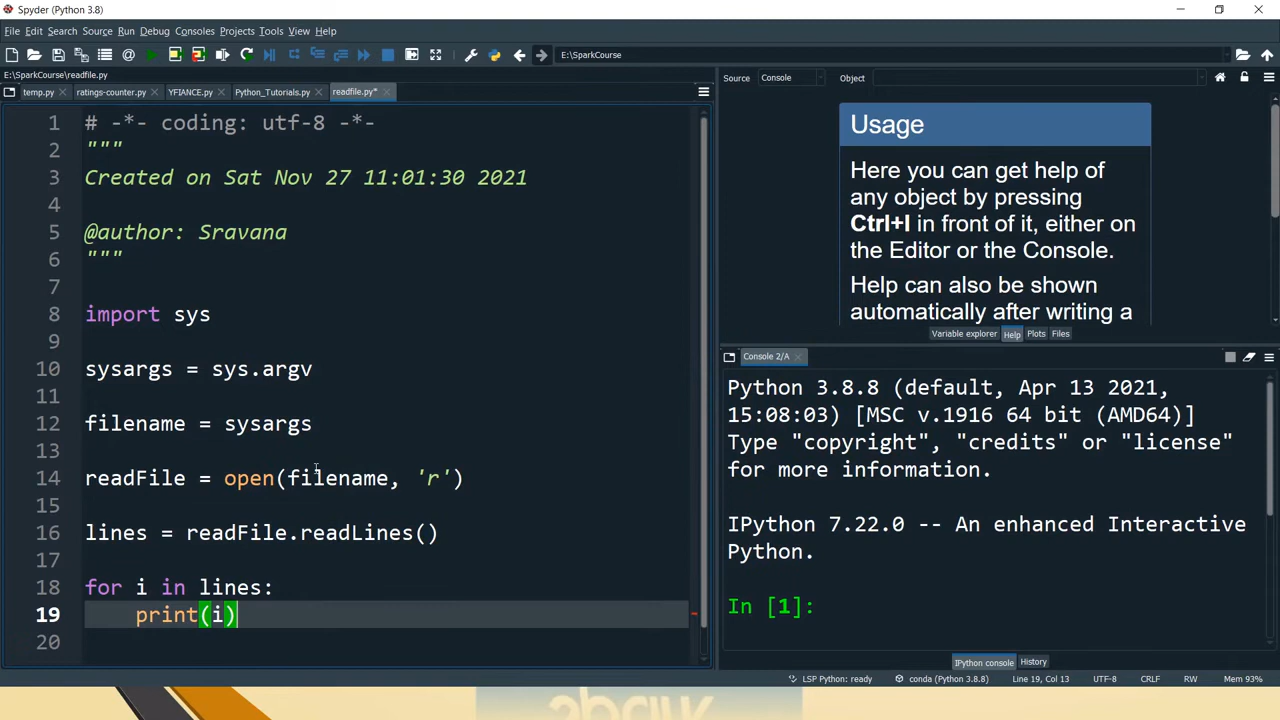 Spyder (Python 3.8)
File Edit Search Source Run Debug Consoles Projects Tools View Help
E:\SparkCourse
E:\SparkCourse\readfile.py
temp.py ratings-counter.py YFIANCE.py Python_Tutorials.py readfile.py*
1 # -*- coding: utf-8 -*-
2 """
3 Created on Sat Nov 27 11:01:30 2021
4
5 @author: Sravana
6 """
7
8 import sys
9
10 sysargs = sys.argv
11
12 filename = sysargs
13
14 readFile = open(filename, 'r')
15
16 lines = readFile.readLines()
17
18 for i in lines:
19 print(i)
20
Source Console Object
Usage
Here you can get help of
any object by pressing
Ctrl+I in front of it, either on
the Editor or the Console.
Help can also be shown
automatically after writing a
Variable explorer Help Plots Files
Console 2/A
Python 3.8.8 (default, Apr 13 2021,
15:08:03) [MSC v.1916 64 bit (AMD64)]
Type "copyright", "credits" or "license"
for more information.
IPython 7.22.0 -- An enhanced Interactive
Python.
In [1]:
IPython console History
LSP Python: ready conda (Python 3.8.8) Line 19, Col 13 UTF-8 CRLF RW Mem 93%